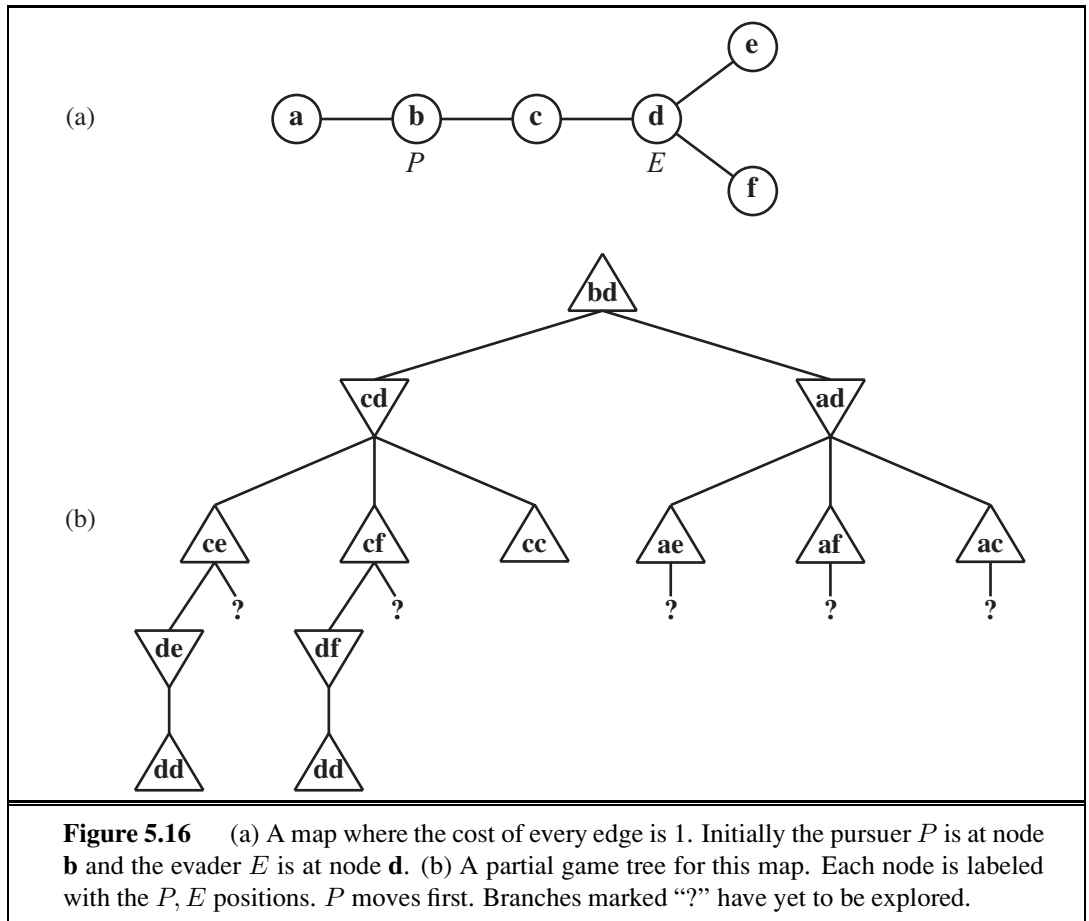 e
(a) a b c d
P E
f
bd
cd ad
(b) ce cf cc ae af ac
? ? ? ? ?
de df
dd dd
Figure 5.16 (a) A map where the cost of every edge is 1. Initially the pursuer P is at node
b and the evader E is at node d. (b) A partial game tree for this map. Each node is labeled
with the P, E positions. P moves first. Branches marked “?” have yet to be explored.